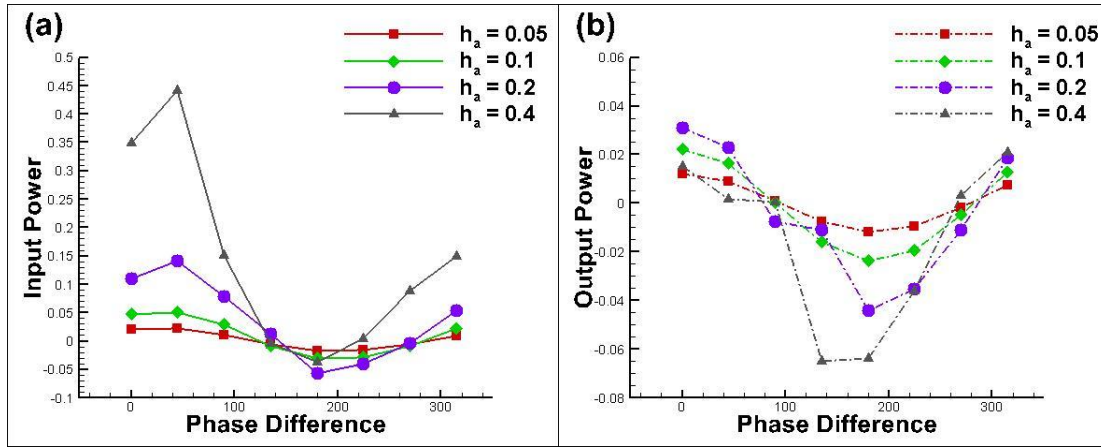 (a)
h_a = 0.05
h_a = 0.1
h_a = 0.2
h_a = 0.4
Input Power
0.5
0.45
0.4
0.35
0.3
0.25
0.2
0.15
0.1
0.05
0
-0.05
-0.1
0 100 200 300
Phase Difference
(b)
h_a = 0.05
h_a = 0.1
h_a = 0.2
h_a = 0.4
Output Power
0.06
0.04
0.02
0
-0.02
-0.04
-0.06
-0.08
0 100 200 300
Phase Difference